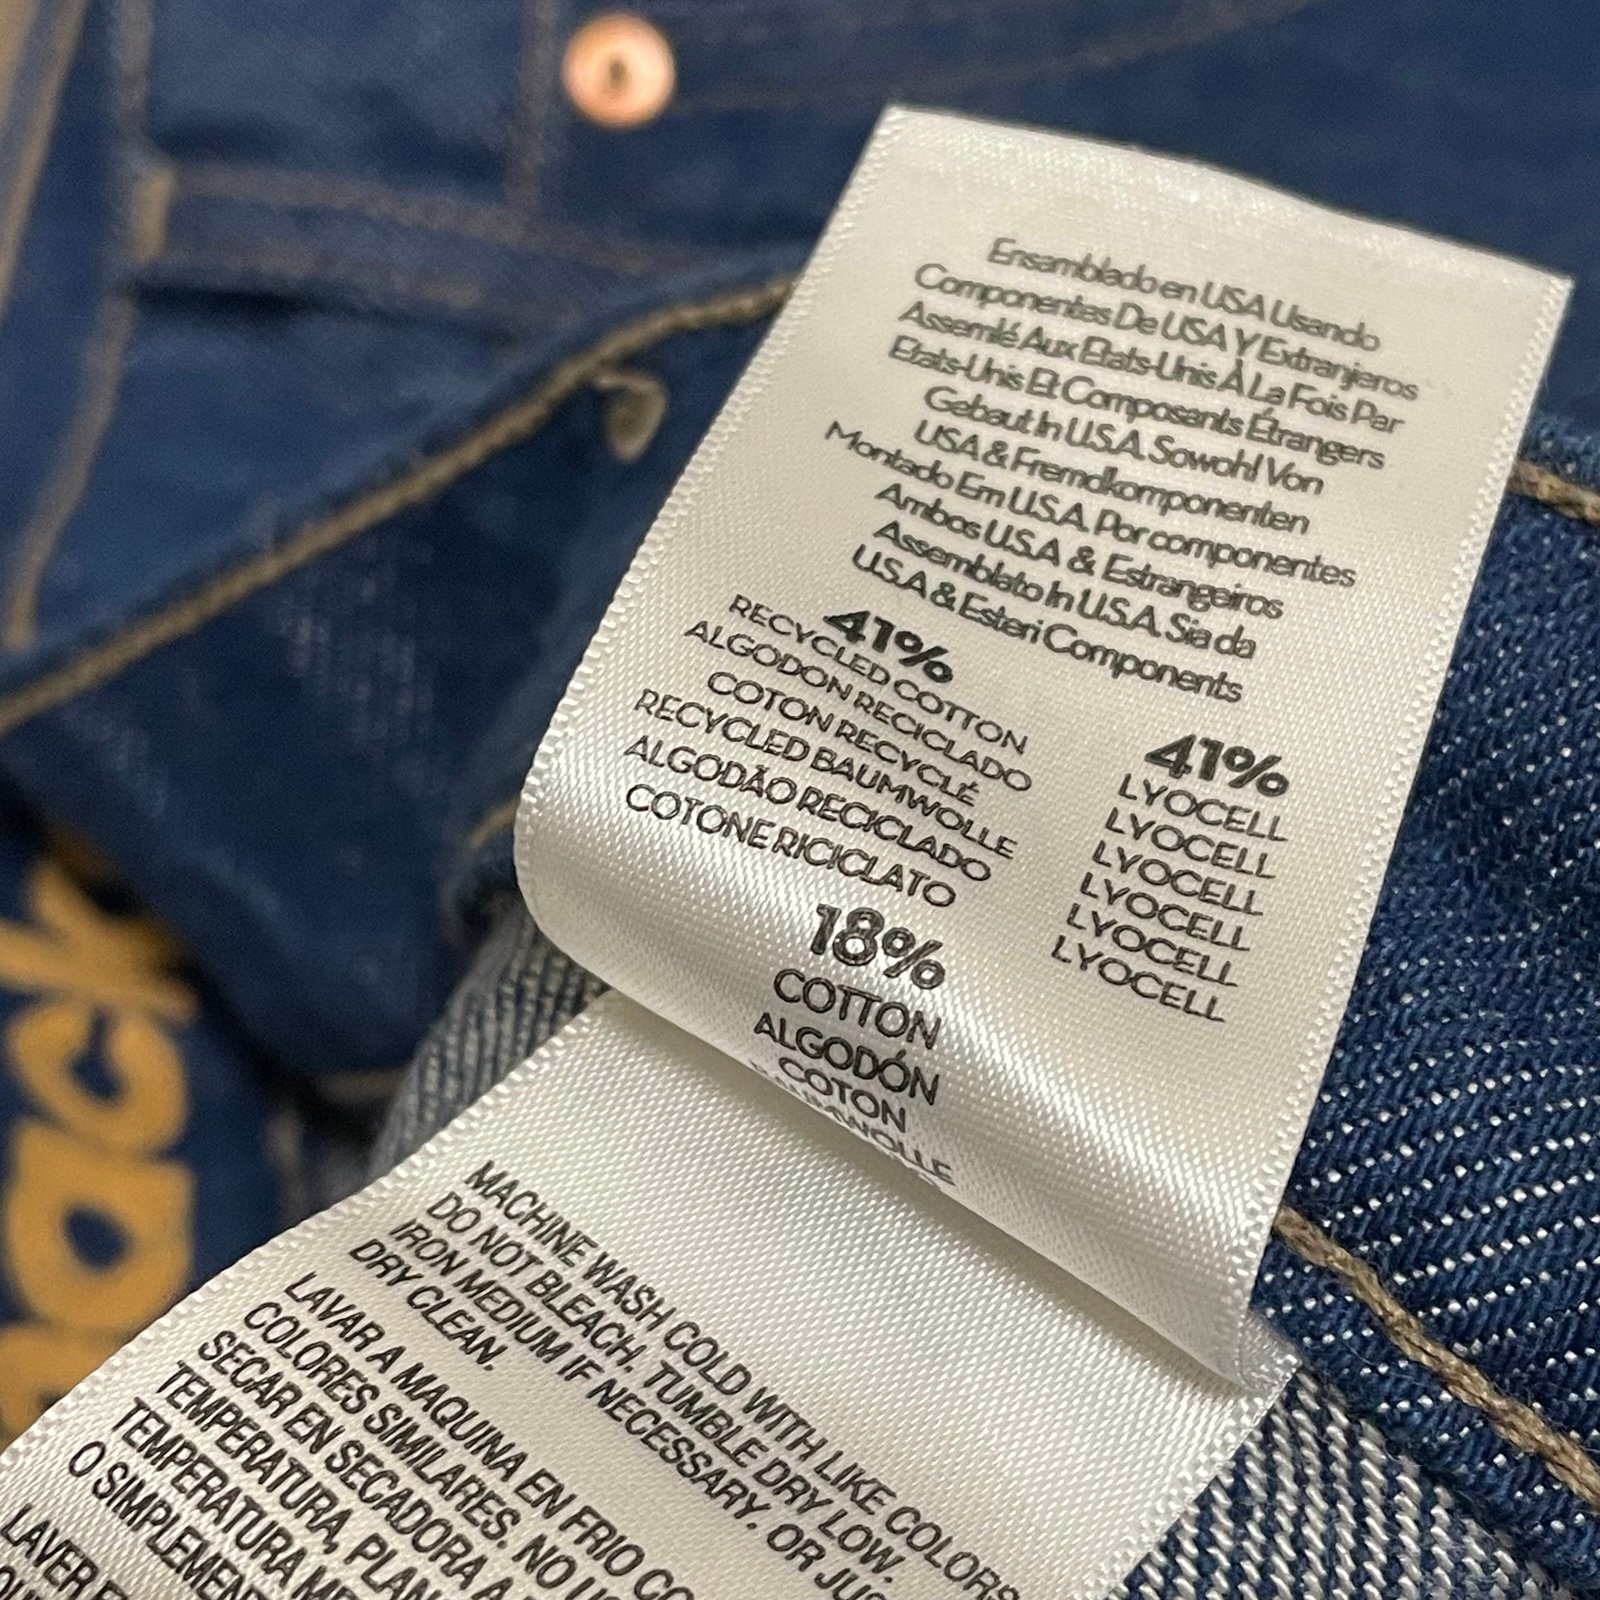 Ensamblado en USA Usando
Componentes De USA Y Extranjeros
Assemlé Aux Etats-Unis À La Fois Par
Etats-Unis Et Composants Étrangers
Gebaut In U.S.A. Sowohl Von
USA & Fremdkomponenten
Montado Em U.S.A. Por componentes
Ambos U.S.A & Estrangeiros
Assemblato In U.S.A. Sia da
U.S.A & Esteri Components
41%
RECYCLED COTTON
ALGODON RECICLADO
COTON RECYCLÉ
RECYCLED BAUMWOLLE
ALGODÃO RECICLADO
COTONE RICICLATO
41%
LYOCELL
LYOCELL
LYOCELL
LYOCELL
LYOCELL
LYOCELL
18%
COTTON
ALGODÓN
COTON
MACHINE WASH COLD WITH LIKE COLORS
DO NOT BLEACH. TUMBLE DRY LOW.
IRON MEDIUM IF NECESSARY. OR
DRY CLEAN.
LAVAR A MAQUINA EN FRIO
COLORES SIMILARES. NO
SECAR EN SECADORA A
TEMPERATURA,
TEMPERATURA
O
LAVER